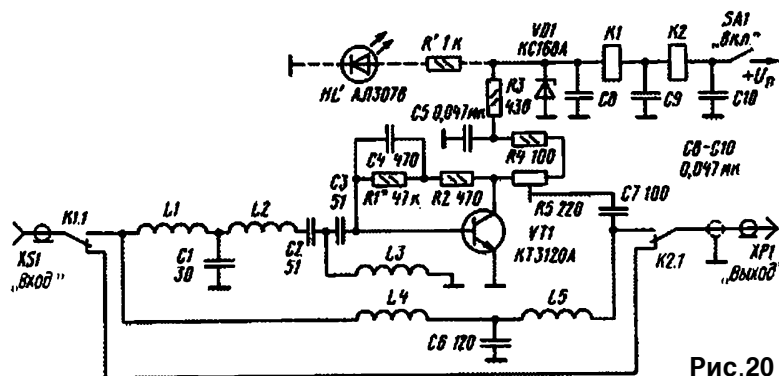 R' 1 к
HL' АЛ307Б
VD1
КС168А
K1
K2
SA1
„Вкл."
+Uп
R3
430
C8
C9
C10
C5 0,047мк
C8-C10
0,047 мк
C4 470
R4 100
C3
51
R1* 47к
R2 470
R5 220
C7 100
VT1
КТ3120А
K1.1
L1
L2
C2
51
L3
C1
30
XS1
„Вход"
L4
L5
C6 120
K2.1
XP1
„Выход"
Рис.20